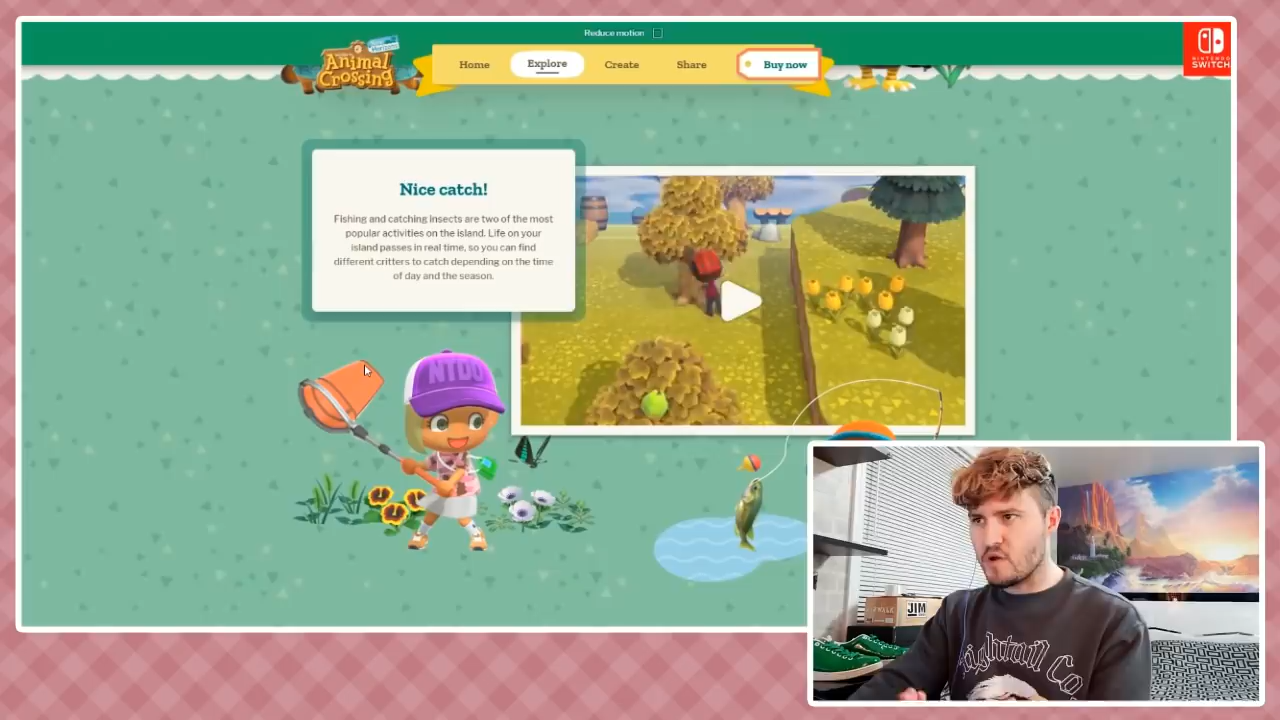 Reduce motion
Animal
Crossing
Home
Explore
Create
Share
Buy now
NINTENDO
SWITCH
Nice catch!
Fishing and catching insects are two of the most
popular activities on the island. Life on your
island passes in real time, so you can find
different critters to catch depending on the time
of day and the season.
NTDO
JIM